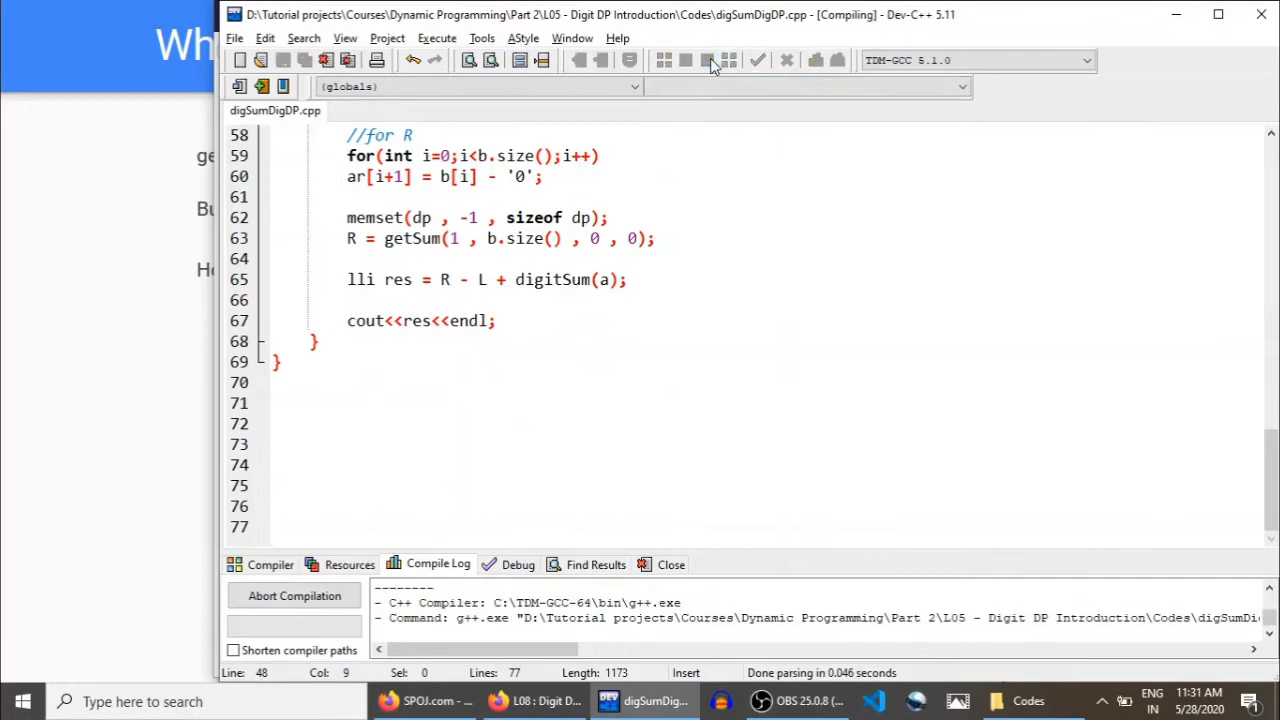 Wh
ge
Bu
Ho
D:\Tutorial projects\Courses\Dynamic Programming\Part 2\L05 - Digit DP Introduction\Codes\digSumDigDP.cpp - [Compiling] - Dev-C++ 5.11
File Edit Search View Project Execute Tools AStyle Window Help
TDM-GCC 5.1.0
(globals)
digSumDigDP.cpp
58 //for R
59 for(int i=0;i<b.size();i++)
60 ar[i+1] = b[i] - '0';
61
62 memset(dp , -1 , sizeof dp);
63 R = getSum(1 , b.size() , 0 , 0);
64
65 lli res = R - L + digitSum(a);
66
67 cout<<res<<endl;
68 }
69 }
70
71
72
73
74
75
76
77
Compiler Resources Compile Log Debug Find Results Close
Abort Compilation
Shorten compiler paths
--------
- C++ Compiler: C:\TDM-GCC-64\bin\g++.exe
- Command: g++.exe "D:\Tutorial projects\Courses\Dynamic Programming\Part 2\L05 - Digit DP Introduction\Codes\digSumDi
Line: 48 Col: 9 Sel: 0 Lines: 77 Length: 1173 Insert Done parsing in 0.046 seconds
Type here to search
SPOJ.com - ...
L08 : Digit D...
DEV
digSumDig...
OBS 25.0.8 (...
Codes
ENG
IN
11:31 AM
5/28/2020
1